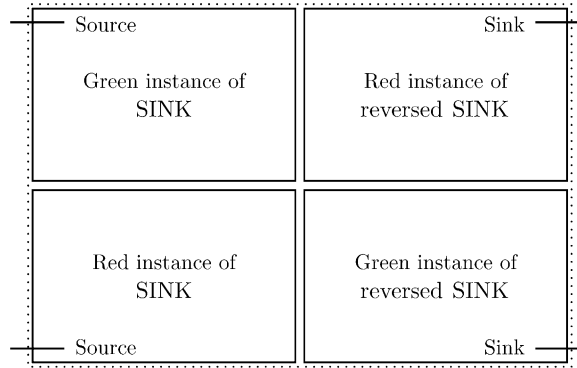 Source
Sink
Green instance of
SINK
Red instance of
reversed SINK
Red instance of
SINK
Green instance of
reversed SINK
Source
Sink